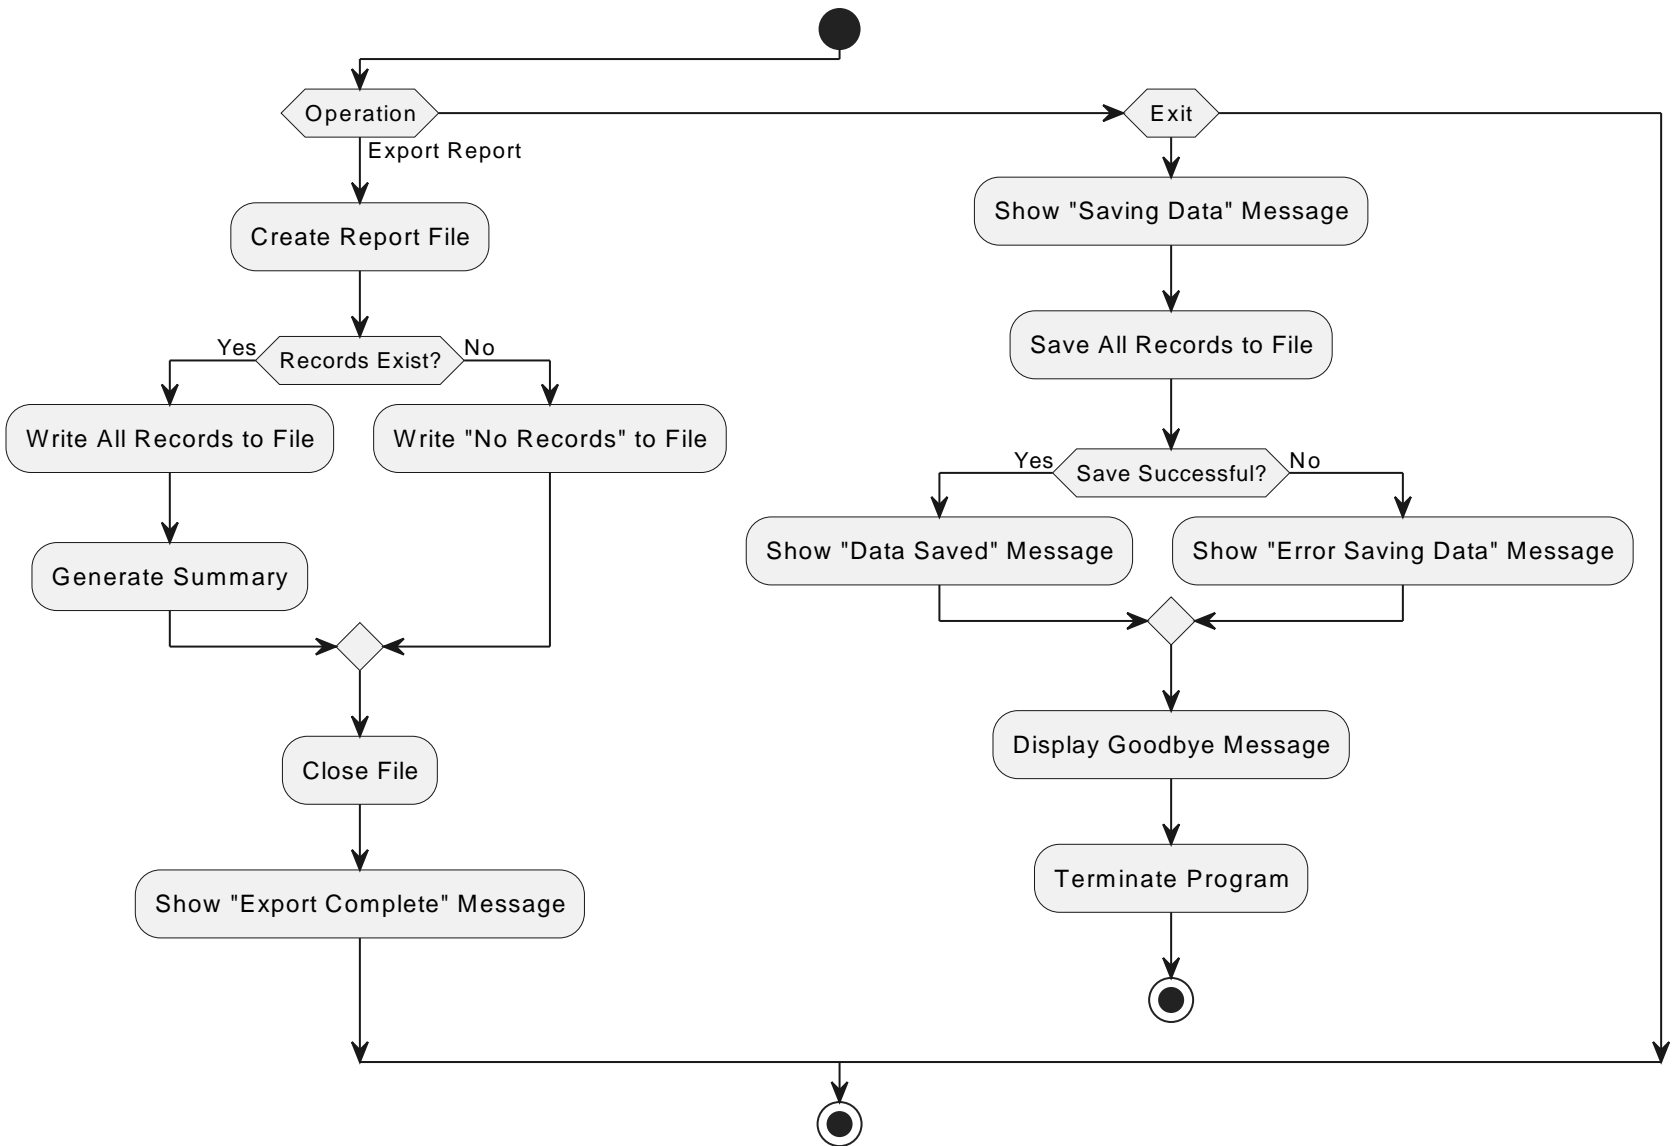 Operation
Export Report
Create Report File
Records Exist?
Yes
No
Write All Records to File
Write "No Records" to File
Generate Summary
Close File
Show "Export Complete" Message
Exit
Show "Saving Data" Message
Save All Records to File
Save Successful?
Yes
No
Show "Data Saved" Message
Show "Error Saving Data" Message
Display Goodbye Message
Terminate Program